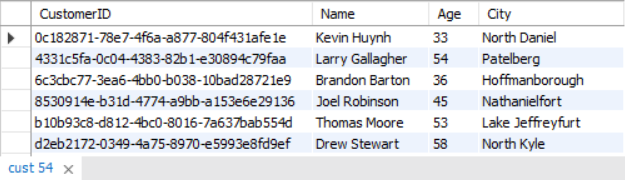 CustomerID Name Age City
0c182871-78e7-4f6a-a877-804f431afe1e Kevin Huynh 33 North Daniel
4331c5fa-0c04-4383-82b1-e30894c79faa Larry Gallagher 54 Patelberg
6c3cbc77-3ea6-4bb0-b038-10bad28721e9 Brandon Barton 36 Hoffmanborough
8530914e-b31d-4774-a9bb-a153e6e29136 Joel Robinson 45 Nathanielfort
b10b93c8-d812-4bc0-8016-7a637bab554d Thomas Moore 53 Lake Jeffreyfurt
d2eb2172-0349-4a75-8970-e5993e8fd9ef Drew Stewart 58 North Kyle
cust 54